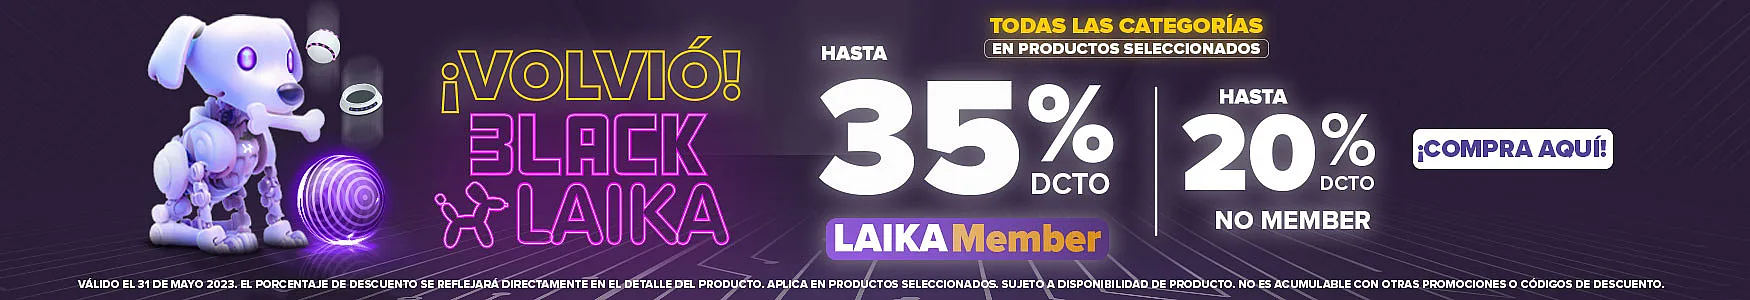 ¡VOLVIÓ!
BLACK
LAIKA
TODAS LAS CATEGORÍAS
EN PRODUCTOS SELECCIONADOS
HASTA
35%
DCTO
LAIKA Member
HASTA
20%
DCTO
NO MEMBER
¡COMPRA AQUÍ!
VÁLIDO EL 31 DE MAYO 2023. EL PORCENTAJE DE DESCUENTO SE REFLEJARÁ DIRECTAMENTE EN EL DETALLE DEL PRODUCTO. APLICA EN PRODUCTOS SELECCIONADOS. SUJETO A DISPONIBILIDAD DE PRODUCTO. NO ES ACUMULABLE CON OTRAS PROMOCIONES O CÓDIGOS DE DESCUENTO.